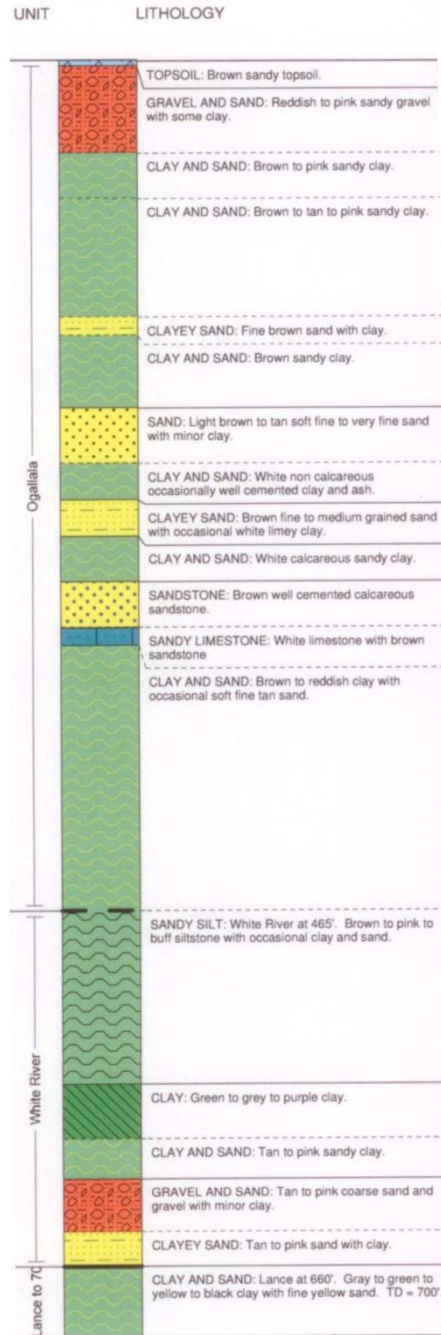 UNIT LITHOLOGY
TOPSOIL: Brown sandy topsoil.
GRAVEL AND SAND: Reddish to pink sandy gravel
with some clay.
CLAY AND SAND: Brown to pink sandy clay.
CLAY AND SAND: Brown to tan to pink sandy clay.
CLAYEY SAND: Fine brown sand with clay.
CLAY AND SAND: Brown sandy clay.
SAND: Light brown to tan soft fine to very fine sand
with minor clay.
Ogallala
CLAY AND SAND: White non calcareous
occasionally well cemented clay and ash.
CLAYEY SAND: Brown fine to medium grained sand
with occasional white limey clay.
CLAY AND SAND: White calcareous sandy clay.
SANDSTONE: Brown well cemented calcareous
sandstone.
SANDY LIMESTONE: White limestone with brown
sandstone
CLAY AND SAND: Brown to reddish clay with
occasional soft fine tan sand.
SANDY SILT: White River at 465'. Brown to pink to
buff siltstone with occasional clay and sand.
White River
CLAY: Green to grey to purple clay.
CLAY AND SAND: Tan to pink sandy clay.
GRAVEL AND SAND: Tan to pink coarse sand and
gravel with minor clay.
CLAYEY SAND: Tan to pink sand with clay.
Lance to 70
CLAY AND SAND: Lance at 660'. Gray to green to
yellow to black clay with fine yellow sand. TD = 700'